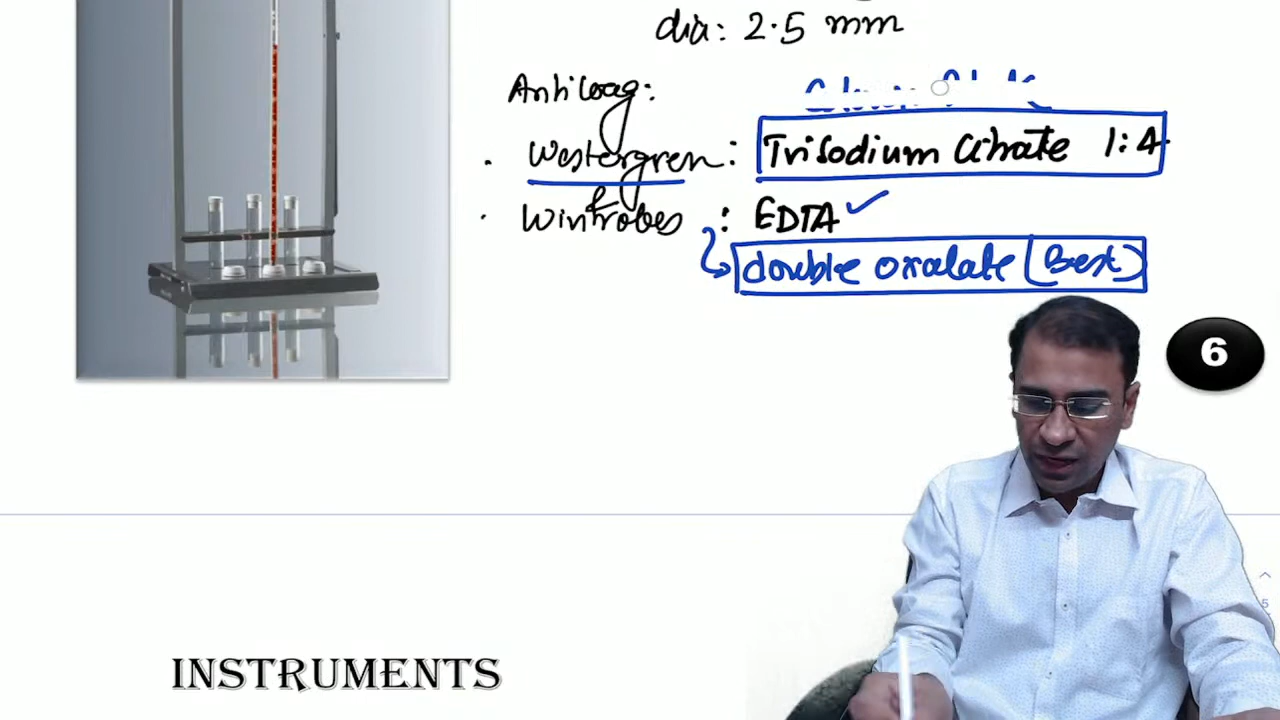 dia: 2.5 mm
Anticoag:
· Westergren : Trisodium Citrate 1:4
· Wintrobes : EDTA ✓
double oxalate (Best)
6
INSTRUMENTS